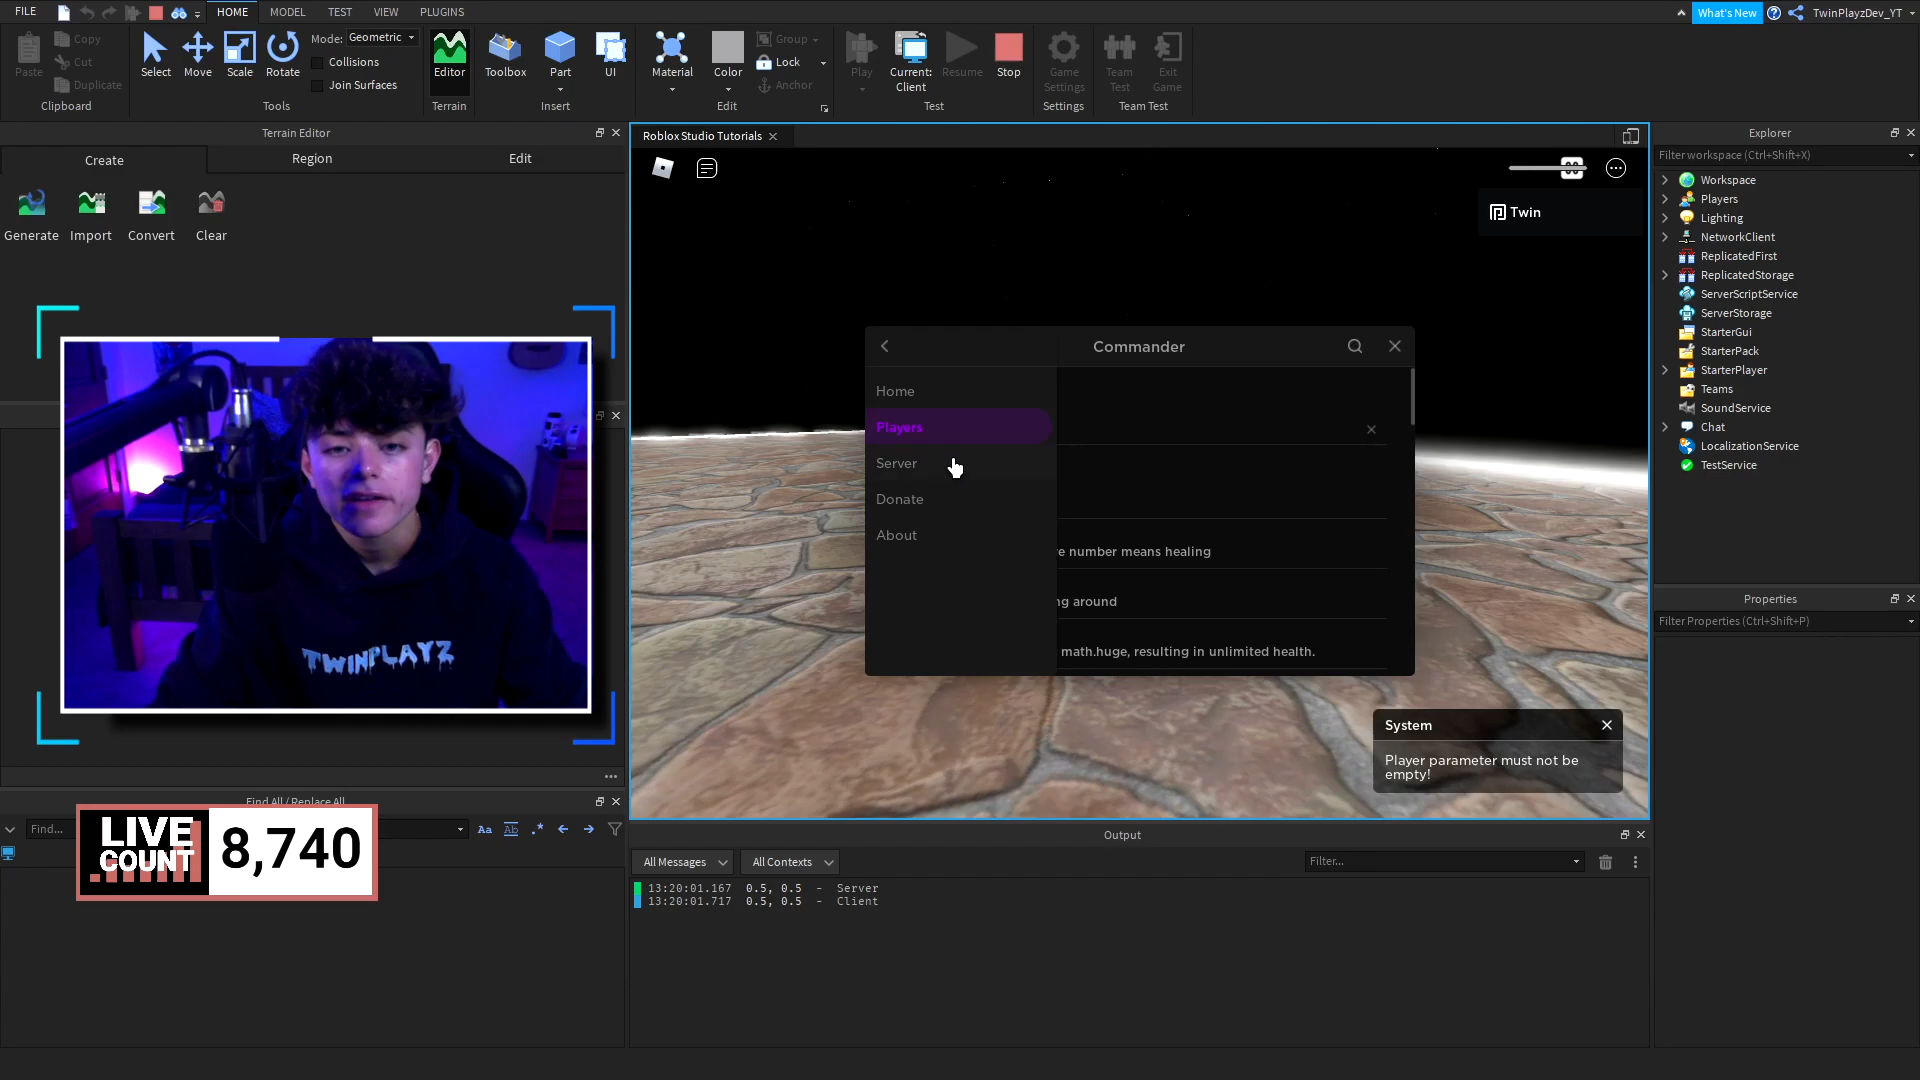 FILE HOME MODEL TEST VIEW PLUGINS What's New TwinPlayzDev_YT
Paste Copy Cut Duplicate Clipboard
Select Move Scale Rotate Mode: Geometric Collisions Join Surfaces Tools
Editor Terrain
Toolbox Part UI Insert
Material Color Group Lock Anchor Edit
Play Current: Client Resume Stop Test
Game Settings Settings
Team Test Exit Game Team Test
Terrain Editor
Create Region Edit
Generate Import Convert Clear
TWINPLAYZ
Find All / Replace All
Find...
Aa Ab .*
LIVE COUNT 8,740
Roblox Studio Tutorials
Twin
Commander
Home
Players
Server
Donate
About
number means healing
around
math.huge, resulting in unlimited health.
System
Player parameter must not be
empty!
Output
All Messages All Contexts Filter...
13:20:01.167 0.5, 0.5 - Server
13:20:01.717 0.5, 0.5 - Client
Explorer
Filter workspace (Ctrl+Shift+X)
Workspace
Players
Lighting
NetworkClient
ReplicatedFirst
ReplicatedStorage
ServerScriptService
ServerStorage
StarterGui
StarterPack
StarterPlayer
Teams
SoundService
Chat
LocalizationService
TestService
Properties
Filter Properties (Ctrl+Shift+P)